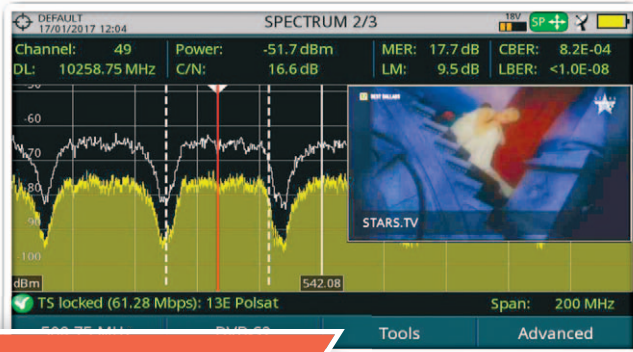 DEFAULT
17/01/2017 12:04
SPECTRUM 2/3
18V
SP
Channel: 49 Power: -51.7 dBm MER: 17.7 dB CBER: 8.2E-04
DL: 10258.75 MHz C/N: 16.6 dB LM: 9.5 dB LBER: <1.0E-08
-60
-70
-80
-90
-100
BEST BALLADS
STARS.TV
dBm
542.08
TS locked (61.28 Mbps): 13E Polsat
Span: 200 MHz
Tools
Advanced